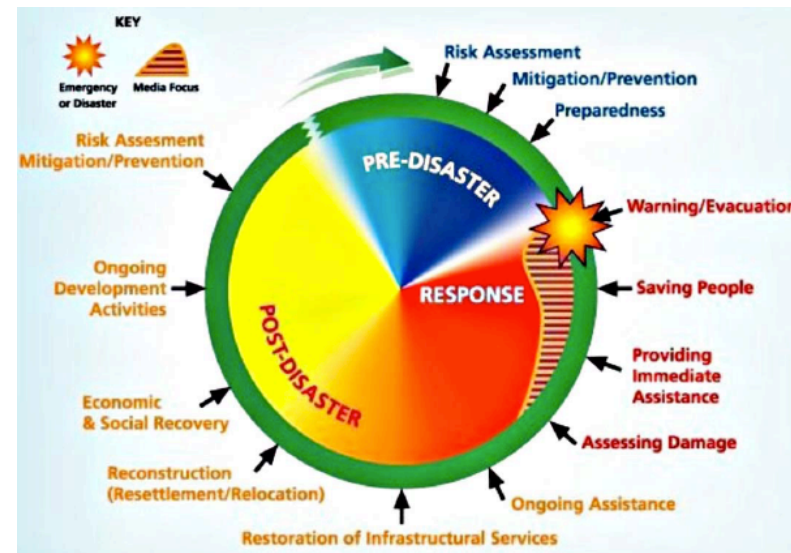 KEY
Emergency
or Disaster
Media Focus
Risk Assessment
Mitigation/Prevention
Preparedness
Warning/Evacuation
Saving People
Providing
Immediate
Assistance
Assessing Damage
Ongoing Assistance
Restoration of Infrastructural Services
Reconstruction
(Resettlement/Relocation)
Economic
& Social Recovery
Ongoing
Development
Activities
Risk Assesment
Mitigation/Prevention
PRE-DISASTER
RESPONSE
POST-DISASTER